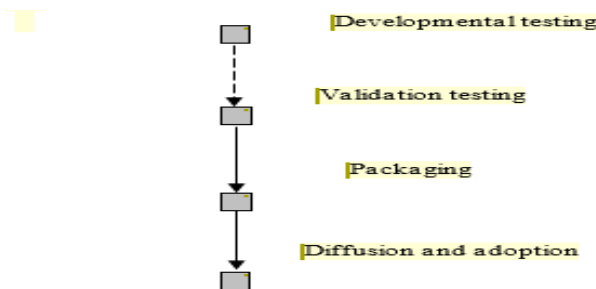 Developmental testing
Validation testing
Packaging
Diffusion and adoption